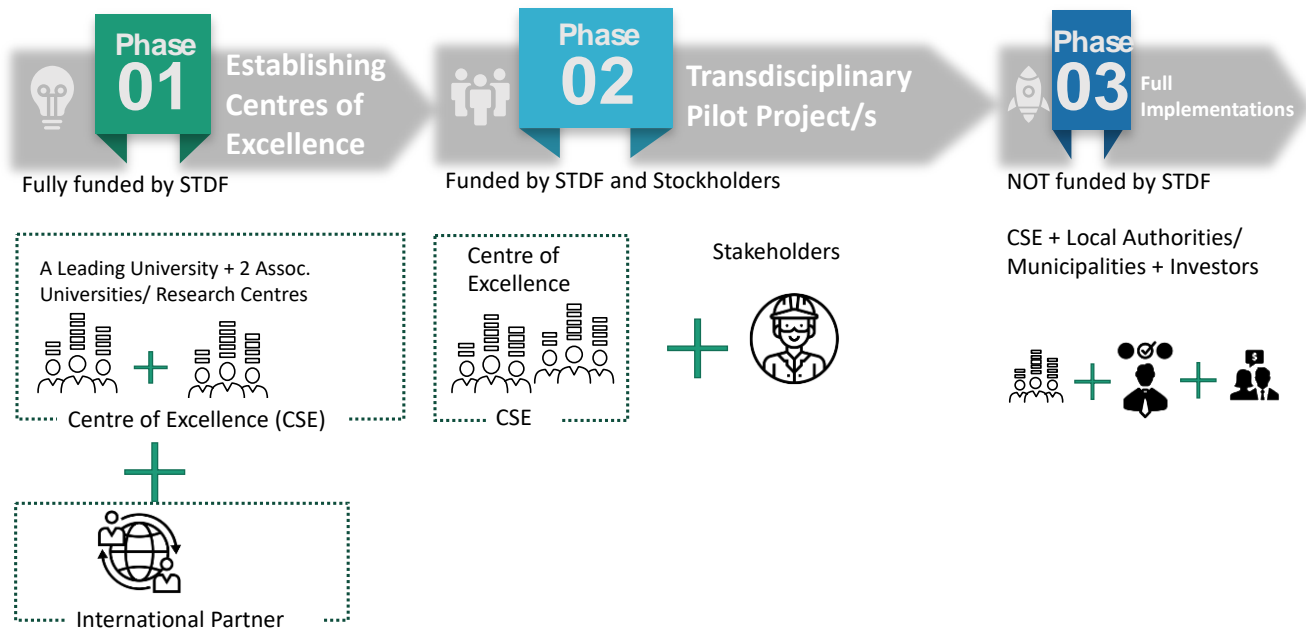 Phase
01
Establishing
Centres of
Excellence
Fully funded by STDF
A Leading University + 2 Assoc.
Universities/ Research Centres
Centre of Excellence (CSE)
International Partner
Phase
02
Transdisciplinary
Pilot Project/s
Funded by STDF and Stockholders
Centre of
Excellence
CSE
Stakeholders
Phase
03
Full
Implementations
NOT funded by STDF
CSE + Local Authorities/
Municipalities + Investors
$